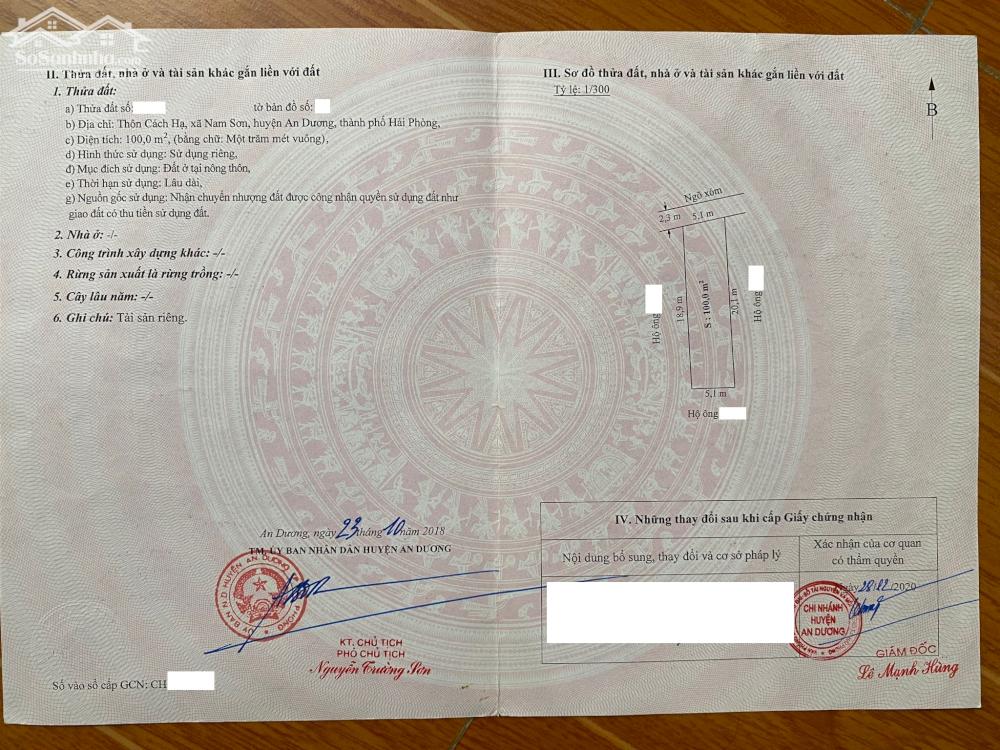 SoSanhnha.com
II. Thửa đất, nhà ở và tài sản khác gắn liền với đất
1. Thửa đất:
a) Thửa đất số: tờ bản đồ số:
b) Địa chỉ: Thôn Cách Hạ, xã Nam Sơn, huyện An Dương, thành phố Hải Phòng,
c) Diện tích: 100,0 m², (bằng chữ: Một trăm mét vuông),
d) Hình thức sử dụng: Sử dụng riêng,
đ) Mục đích sử dụng: Đất ở tại nông thôn,
e) Thời hạn sử dụng: Lâu dài,
g) Nguồn gốc sử dụng: Nhận chuyển nhượng đất được công nhận quyền sử dụng đất như
giao đất có thu tiền sử dụng đất.
2. Nhà ở: -/-
3. Công trình xây dựng khác: -/-
4. Rừng sản xuất là rừng trồng: -/-
5. Cây lâu năm: -/-
6. Ghi chú: Tài sản riêng.
An Dương, ngày 23 tháng 10 năm 2018
TM. ỦY BAN NHÂN DÂN HUYỆN AN DƯƠNG
KT. CHỦ TỊCH
PHÓ CHỦ TỊCH
Nguyễn Trường Sơn
Số vào sổ cấp GCN: CH
III. Sơ đồ thửa đất, nhà ở và tài sản khác gắn liền với đất
Tỷ lệ: 1/300
B
Ngõ xóm
2,3 m 5,1 m
Hộ ông
18,9 m
S : 100,0 m²
20,1 m
Hộ ông
5,1 m
Hộ ông
IV. Những thay đổi sau khi cấp Giấy chứng nhận
Nội dung bổ sung, thay đổi và cơ sở pháp lý
Xác nhận của cơ quan
có thẩm quyền
Ngày 28/12/2020
CHI NHÁNH
HUYỆN
AN DƯƠNG
GIÁM ĐỐC
Lê Mạnh Hùng